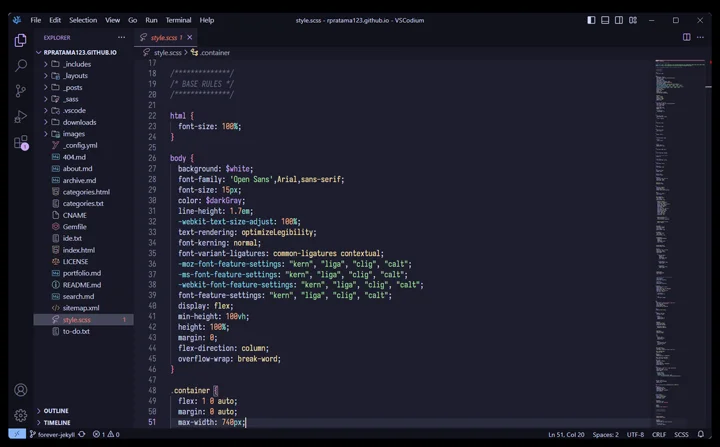 File Edit Selection View Go Run Terminal Help
style.scss - rpratama123.github.io - VSCodium
EXPLORER
RPRATAMA123.GITHUB.IO
_includes
_layouts
_posts
_sass
.vscode
downloads
images
_config.yml
404.md
about.md
archive.md
categories.html
categories.txt
CNAME
Gemfile
ide.txt
index.html
LICENSE
portfolio.md
README.md
search.md
sitemap.xml
style.scss 1
to-do.txt
OUTLINE
TIMELINE
style.scss 1
style.scss > .container
17
18 /**************/
19 /* BASE RULES */
20 /**************/
21
22 html {
23 font-size: 100%;
24 }
25
26 body {
27 background: $white;
28 font-family: 'Open Sans',Arial,sans-serif;
29 font-size: 15px;
30 color: $darkGray;
31 line-height: 1.7em;
32 -webkit-text-size-adjust: 100%;
33 text-rendering: optimizeLegibility;
34 font-kerning: normal;
35 font-variant-ligatures: common-ligatures contextual;
36 -moz-font-feature-settings: "kern", "liga", "clig", "calt";
37 -ms-font-feature-settings: "kern", "liga", "clig", "calt";
38 -webkit-font-feature-settings: "kern", "liga", "clig", "calt";
39 font-feature-settings: "kern", "liga", "clig", "calt";
40 display: flex;
41 min-height: 100vh;
42 height: 100%;
43 margin: 0;
44 flex-direction: column;
45 overflow-wrap: break-word;
46 }
47
48 .container {
49 flex: 1 0 auto;
50 margin: 0 auto;
51 max-width: 740px;
1
forever-jekyll 1 0 Ln 51, Col 20 Spaces: 2 UTF-8 CRLF SCSS